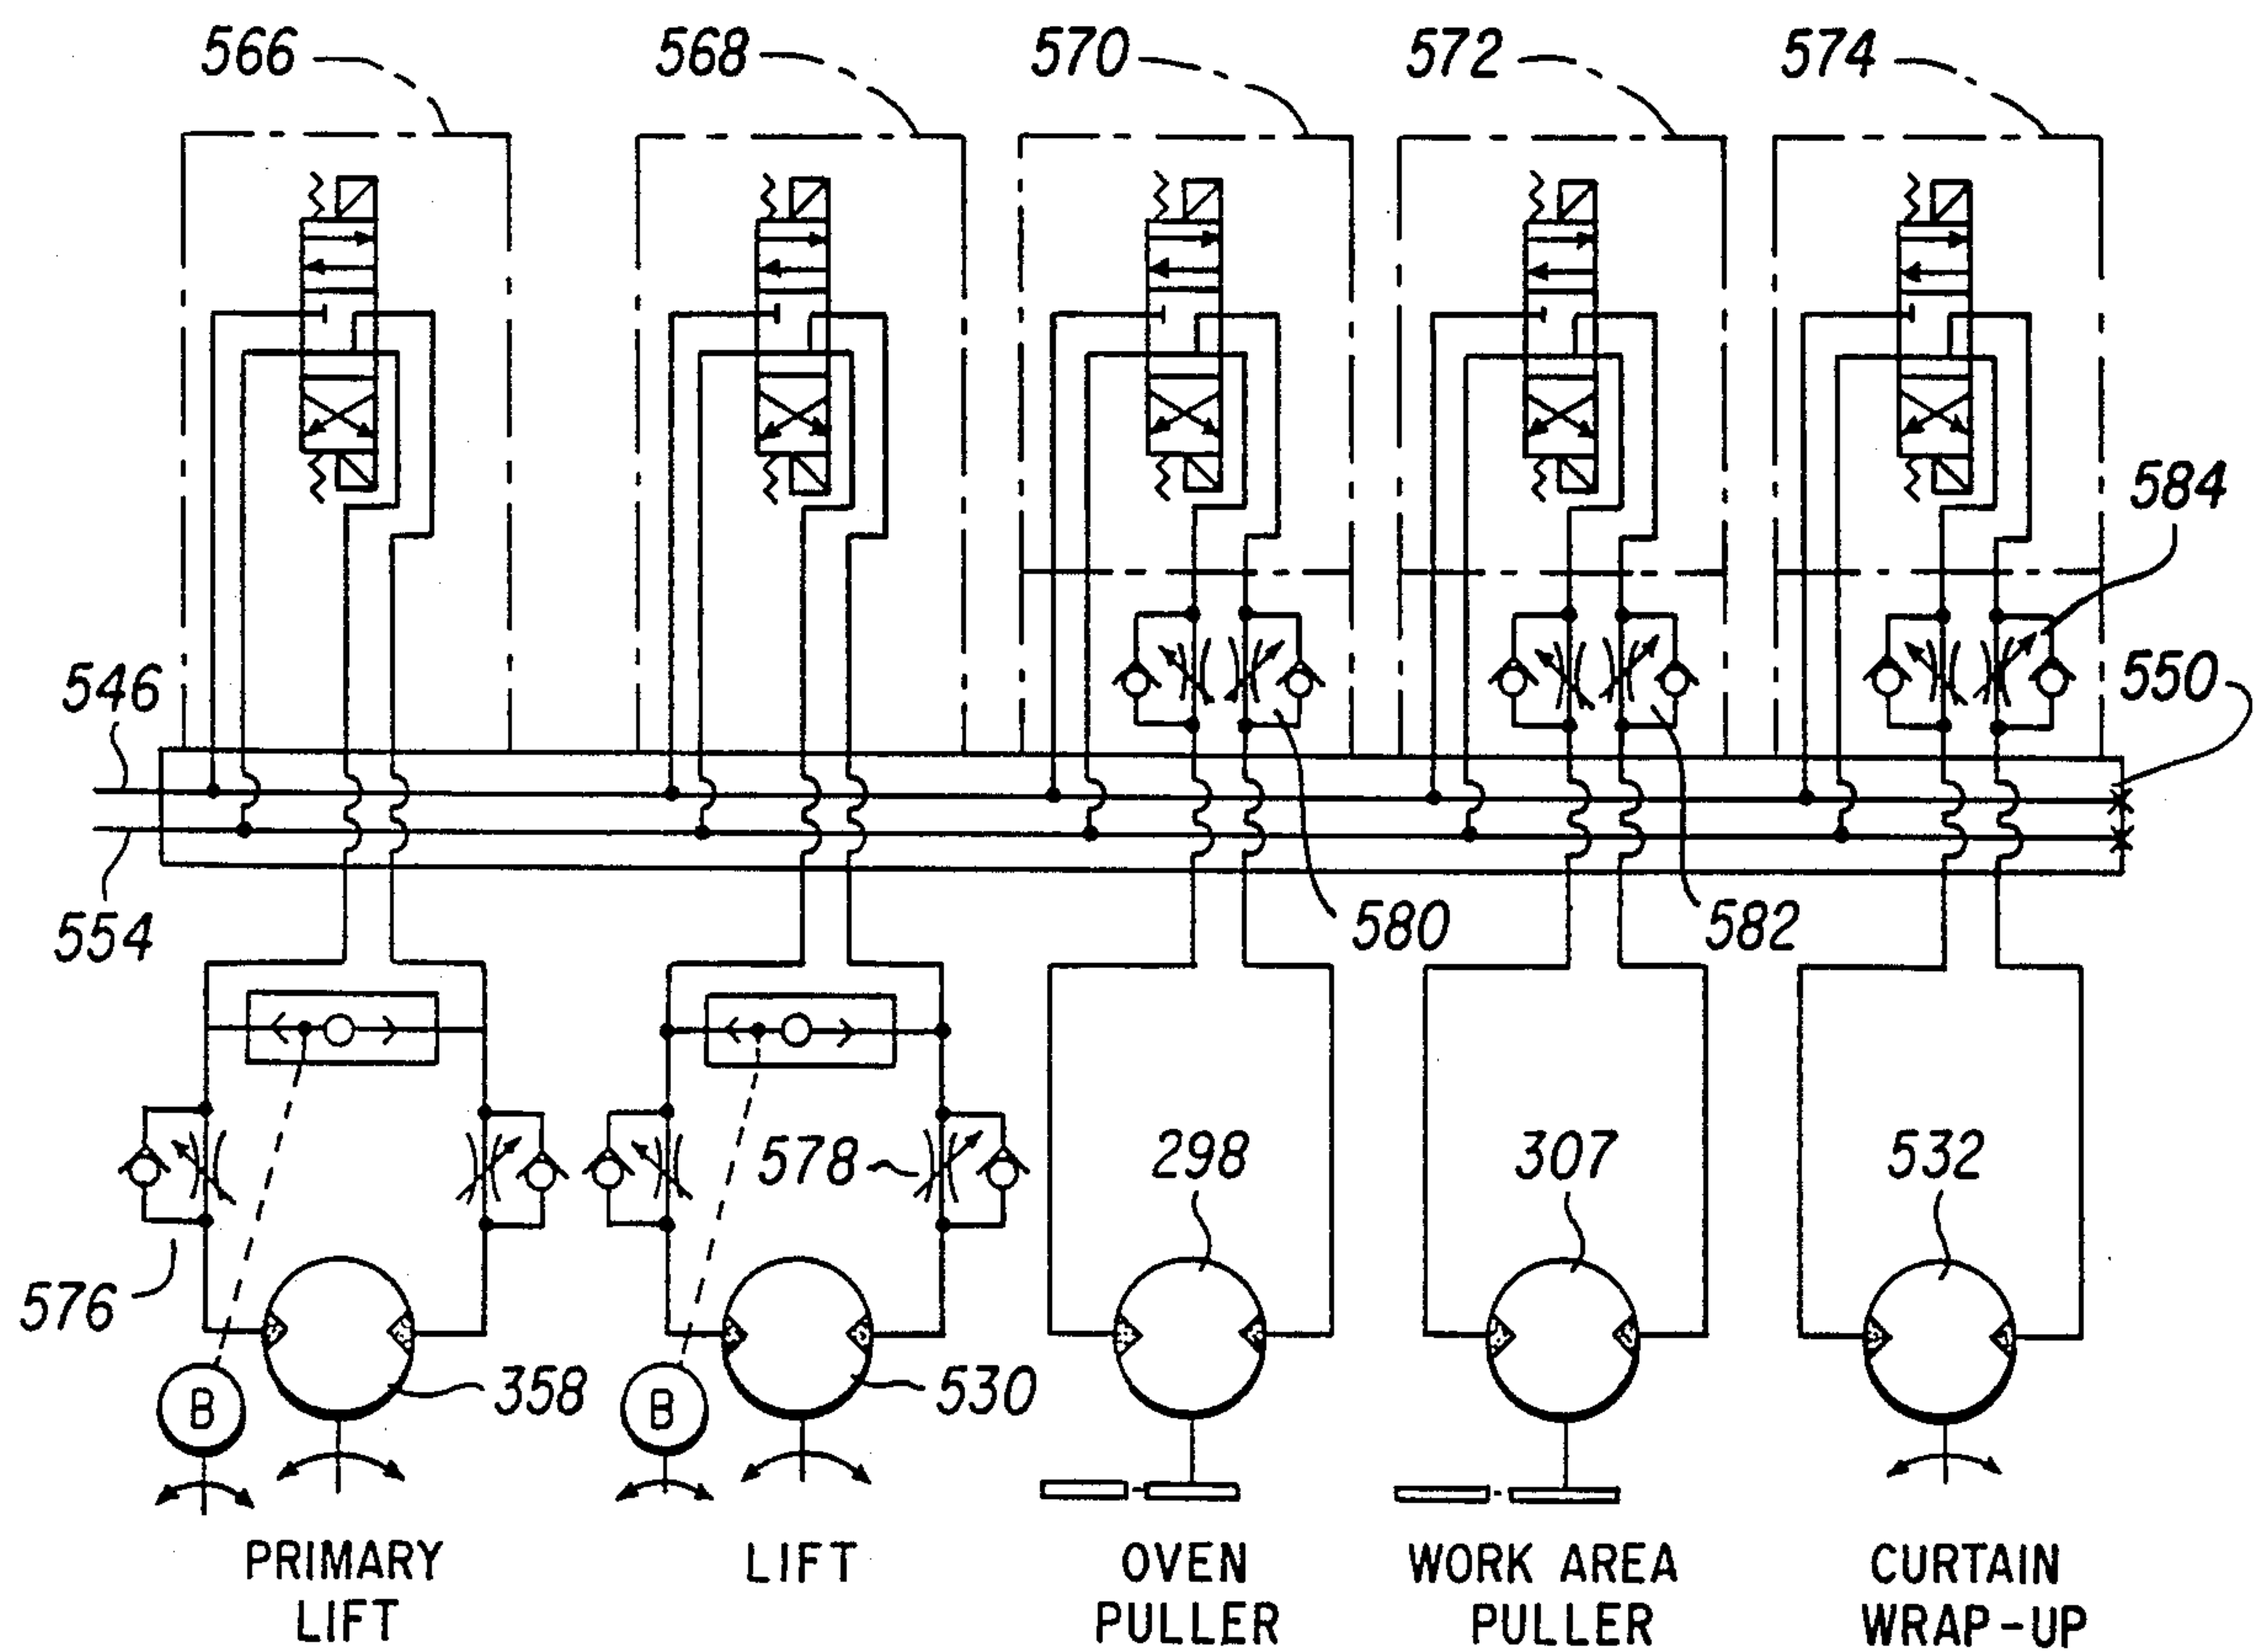 566 568 570 572 574
584
546 550
554 580 582
578 298 307 532
576
358 530
B B
PRIMARY LIFT
LIFT
OVEN PULLER
WORK AREA PULLER
CURTAIN WRAP-UP